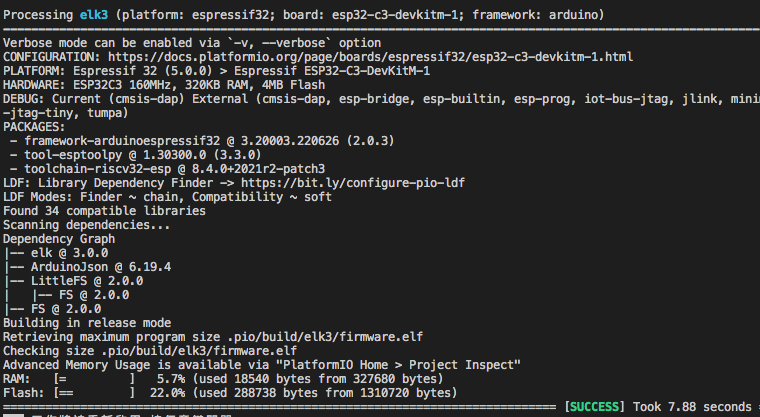 Processing elk3 (platform: espressif32; board: esp32-c3-devkitm-1; framework: arduino)
Verbose mode can be enabled via `-v, --verbose` option
CONFIGURATION: https://docs.platformio.org/page/boards/espressif32/esp32-c3-devkitm-1.html
PLATFORM: Espressif 32 (5.0.0) > Espressif ESP32-C3-DevKitM-1
HARDWARE: ESP32C3 160MHz, 320KB RAM, 4MB Flash
DEBUG: Current (cmsis-dap) External (cmsis-dap, esp-bridge, esp-builtin, esp-prog, iot-bus-jtag, jlink, mini
-jtag-tiny, tumpa)
PACKAGES:
- framework-arduinoespressif32 @ 3.20003.220626 (2.0.3)
- tool-esptoolpy @ 1.30300.0 (3.3.0)
- toolchain-riscv32-esp @ 8.4.0+2021r2-patch3
LDF: Library Dependency Finder -> https://bit.ly/configure-pio-ldf
LDF Modes: Finder ~ chain, Compatibility ~ soft
Found 34 compatible libraries
Scanning dependencies...
Dependency Graph
|-- elk @ 3.0.0
|-- ArduinoJson @ 6.19.4
|-- LittleFS @ 2.0.0
|   |-- FS @ 2.0.0
|-- FS @ 2.0.0
Building in release mode
Retrieving maximum program size .pio/build/elk3/firmware.elf
Checking size .pio/build/elk3/firmware.elf
Advanced Memory Usage is available via "PlatformIO Home > Project Inspect"
RAM:   [=         ]   5.7% (used 18540 bytes from 327680 bytes)
Flash: [==        ]  22.0% (used 288738 bytes from 1310720 bytes)
[SUCCESS] Took 7.88 seconds